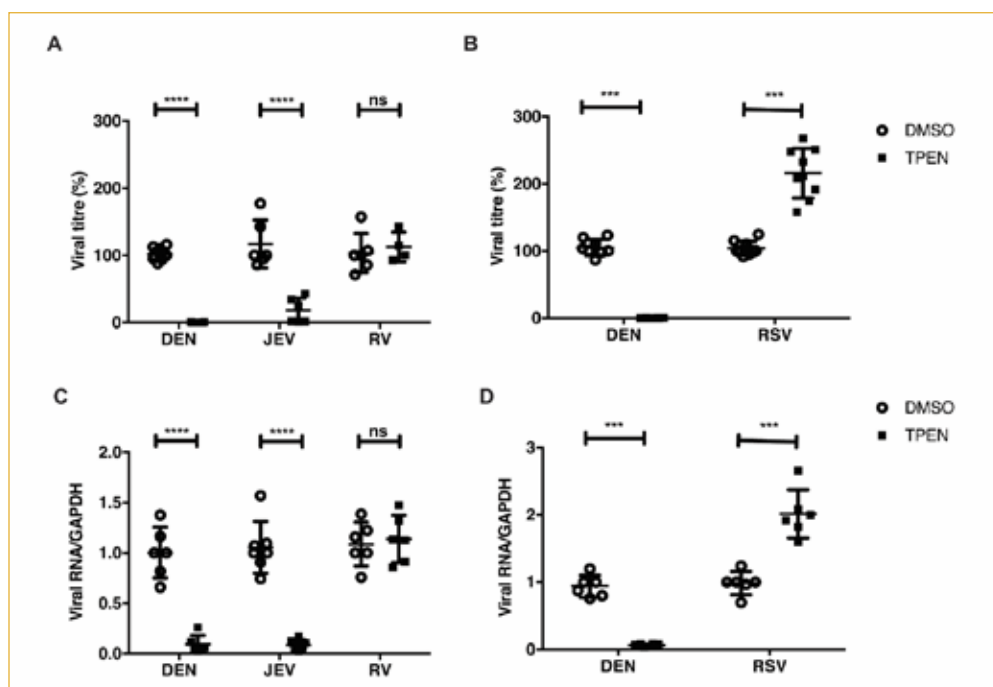 A
**** **** ns
300
200
100
0
Viral titre (%)
DEN JEV RV
B
*** ***
300
200
100
0
Viral titre (%)
DEN RSV
DMSO
TPEN
C
**** **** ns
2.0
1.5
1.0
0.5
0.0
Viral RNA/GAPDH
DEN JEV RV
D
*** ***
3
2
1
0
Viral RNA/GAPDH
DEN RSV
DMSO
TPEN